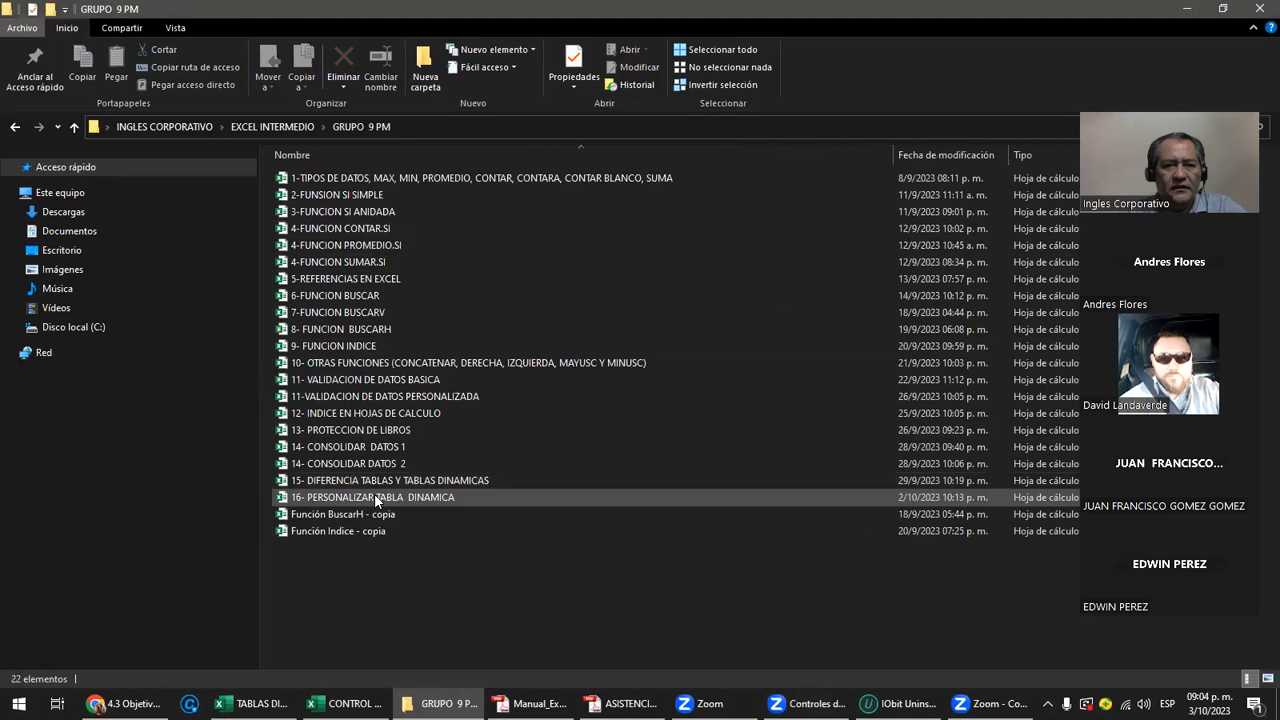 GRUPO  9 PM
Archivo
Inicio
Compartir
Vista
Anclar al
Acceso rápido
Copiar
Pegar
Cortar
Copiar ruta de acceso
Pegar acceso directo
Portapapeles
Mover
a
Copiar
a
Eliminar
Cambiar
nombre
Organizar
Nueva
carpeta
Nuevo elemento
Fácil acceso
Nuevo
Propiedades
Abrir
Modificar
Historial
Abrir
Seleccionar todo
No seleccionar nada
Invertir selección
Seleccionar
INGLES CORPORATIVO
EXCEL INTERMEDIO
GRUPO  9 PM
Acceso rápido
Este equipo
Descargas
Documentos
Escritorio
Imágenes
Música
Vídeos
Disco local (C:)
Red
Nombre
Fecha de modificación
Tipo
1-TIPOS DE DATOS, MAX, MIN, PROMEDIO, CONTAR, CONTARA, CONTAR BLANCO, SUMA 8/9/2023 08:11 p. m. Hoja de cálculo
2-FUNSION SI SIMPLE 11/9/2023 11:11 a. m. Hoja de cálculo
3-FUNCION SI ANIDADA 11/9/2023 09:01 p. m. Hoja de cálculo
4-FUNCION CONTAR.SI 12/9/2023 10:02 p. m. Hoja de cálculo
4-FUNCION PROMEDIO.SI 12/9/2023 10:45 a. m. Hoja de cálculo
4-FUNCION SUMAR.SI 12/9/2023 08:34 p. m. Hoja de cálculo
5-REFERENCIAS EN EXCEL 13/9/2023 07:57 p. m. Hoja de cálculo
6-FUNCION BUSCAR 14/9/2023 10:12 p. m. Hoja de cálculo
7-FUNCION BUSCARV 18/9/2023 04:44 p. m. Hoja de cálculo
8- FUNCION  BUSCARH 19/9/2023 06:08 p. m. Hoja de cálculo
9- FUNCION INDICE 20/9/2023 09:59 p. m. Hoja de cálculo
10- OTRAS FUNCIONES (CONCATENAR, DERECHA, IZQUIERDA, MAYUSC Y MINUSC) 21/9/2023 10:03 p. m. Hoja de cálculo
11- VALIDACION DE DATOS BASICA 22/9/2023 11:12 p. m. Hoja de cálculo
11-VALIDACION DE DATOS PERSONALIZADA 26/9/2023 10:05 p. m. Hoja de cálculo
12- INDICE EN HOJAS DE CALCULO 25/9/2023 10:05 p. m. Hoja de cálculo
13- PROTECCION DE LIBROS 26/9/2023 09:23 p. m. Hoja de cálculo
14- CONSOLIDAR  DATOS 1 28/9/2023 09:40 p. m. Hoja de cálculo
14- CONSOLIDAR DATOS  2 28/9/2023 10:06 p. m. Hoja de cálculo
15- DIFERENCIA TABLAS Y TABLAS DINAMICAS 29/9/2023 10:19 p. m. Hoja de cálculo
16- PERSONALIZAR TABLA  DINAMICA 2/10/2023 10:13 p. m. Hoja de cálculo
Función BuscarH - copia 18/9/2023 05:44 p. m. Hoja de cálculo
Función Indice - copia 20/9/2023 07:25 p. m. Hoja de cálculo
Ingles Corporativo
Andres Flores
Andres Flores
David Landaverde
JUAN  FRANCISCO...
JUAN FRANCISCO GOMEZ GOMEZ
EDWIN PEREZ
EDWIN PEREZ
22 elementos
4.3 Objetiv...
TABLAS DI...
CONTROL ...
GRUPO  9 P...
Manual_Ex...
ASISTENCI...
Zoom
Controles d...
IObit Unins...
Zoom - Co...
ESP
09:04 p. m.
3/10/2023